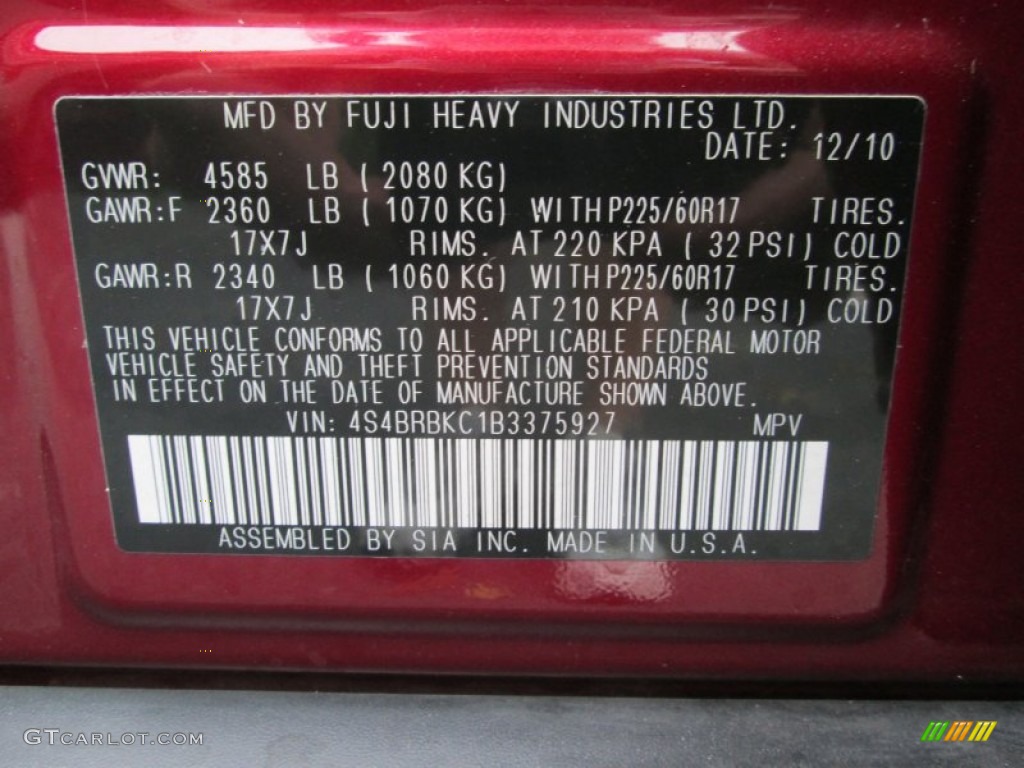 MFD BY FUJI HEAVY INDUSTRIES LTD.
DATE: 12/10
GVWR: 4585 LB ( 2080 KG)
GAWR:F 2360 LB ( 1070 KG) WITH P225/60R17 TIRES.
17X7J RIMS. AT 220 KPA ( 32 PSI) COLD
GAWR:R 2340 LB ( 1060 KG) WITH P225/60R17 TIRES.
17X7J RIMS. AT 210 KPA ( 30 PSI) COLD
THIS VEHICLE CONFORMS TO ALL APPLICABLE FEDERAL MOTOR
VEHICLE SAFETY AND THEFT PREVENTION STANDARDS
IN EFFECT ON THE DATE OF MANUFACTURE SHOWN ABOVE.
VIN: 4S4BRBKC1B3375927 MPV
ASSEMBLED BY SIA INC. MADE IN U.S.A.
GTCARLOT.COM